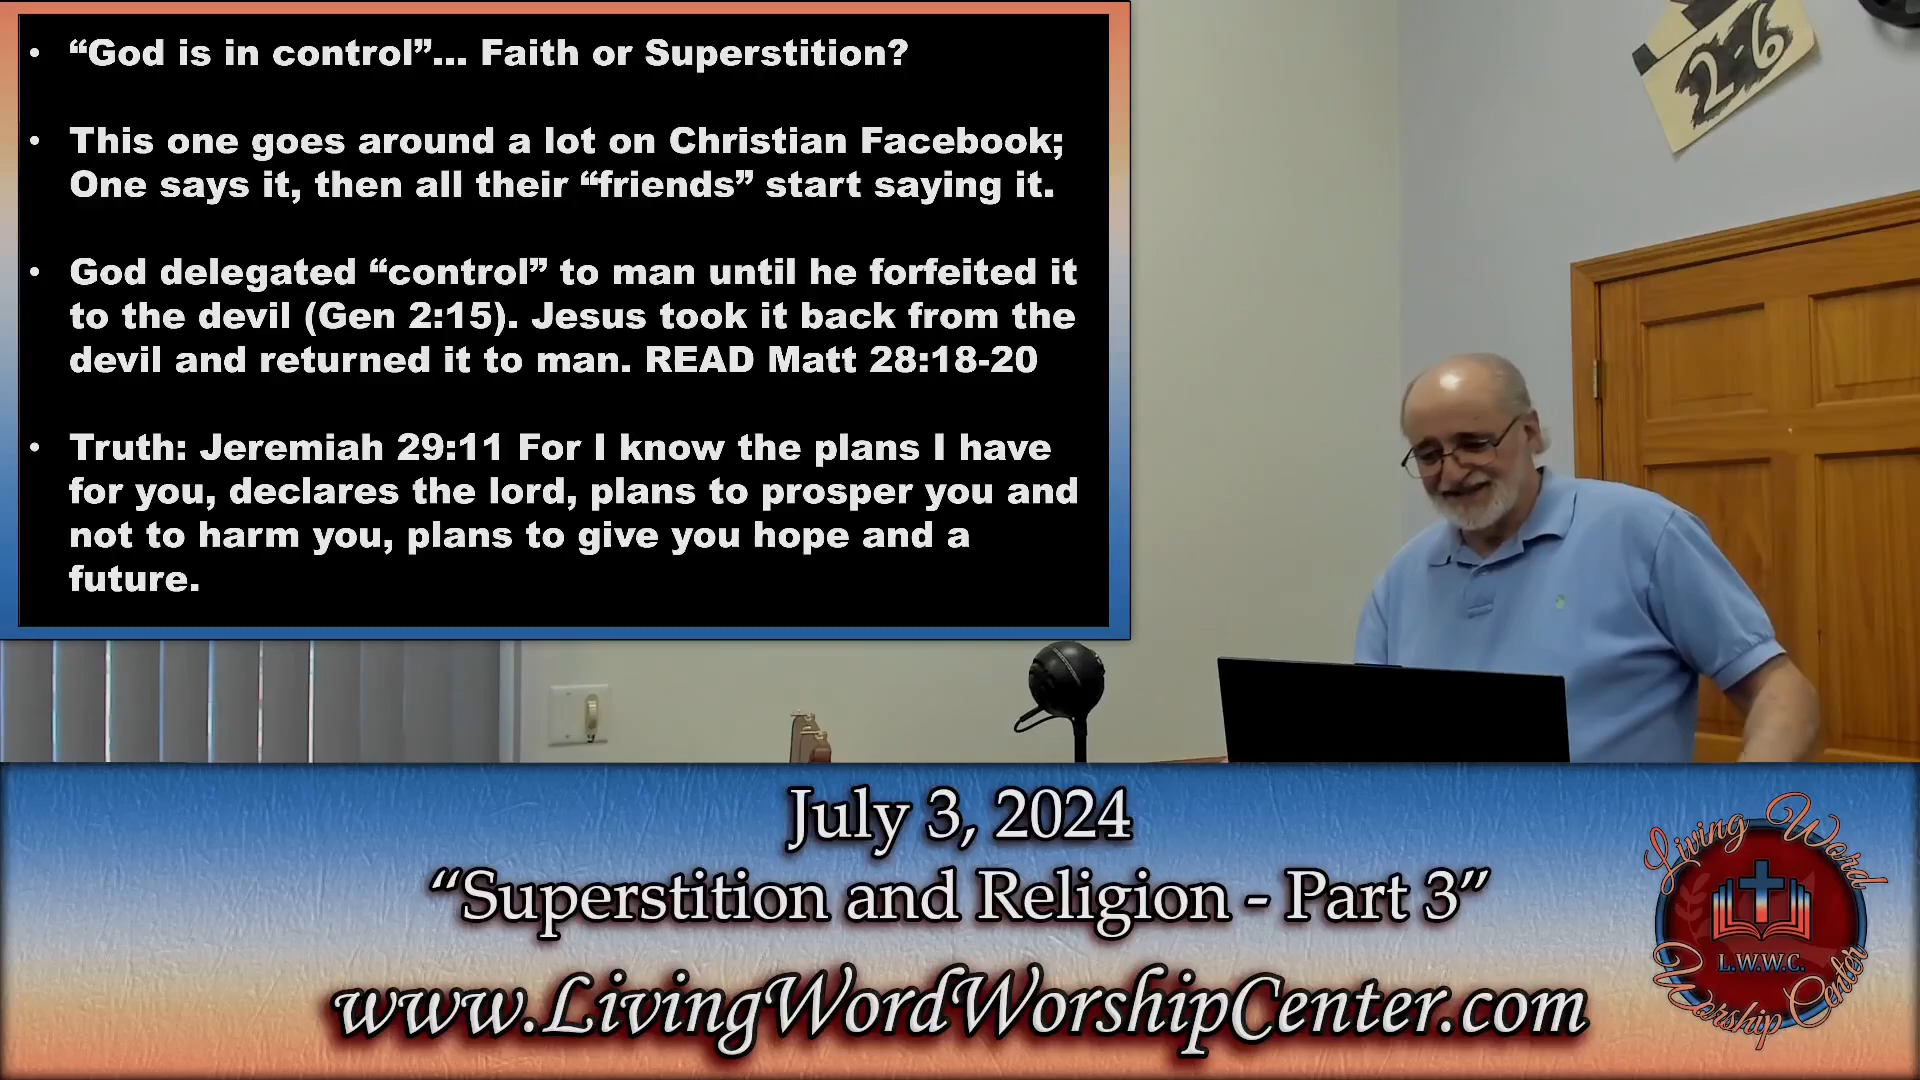 • “God is in control”... Faith or Superstition?
• This one goes around a lot on Christian Facebook;
One says it, then all their “friends” start saying it.
• God delegated “control” to man until he forfeited it
to the devil (Gen 2:15). Jesus took it back from the
devil and returned it to man. READ Matt 28:18-20
• Truth: Jeremiah 29:11 For I know the plans I have
for you, declares the lord, plans to prosper you and
not to harm you, plans to give you hope and a
future.
2-6
July 3, 2024
“Superstition and Religion - Part 3”
www.LivingWordWorshipCenter.com
Living Word
L.W.W.C.
Worship Center